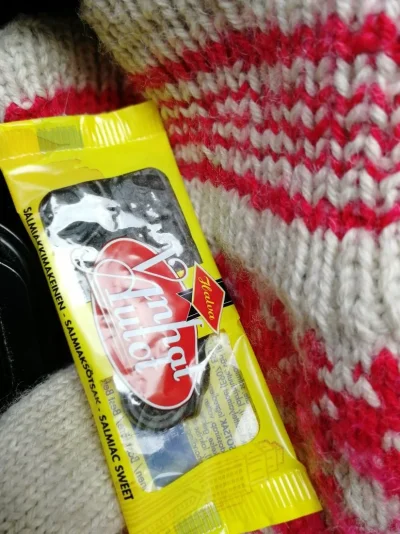 Halva
Vanhat
Autot
SALMIAKKIMAKEINEN - SALMIAKSÖTSAK - SALMIAC SWEET